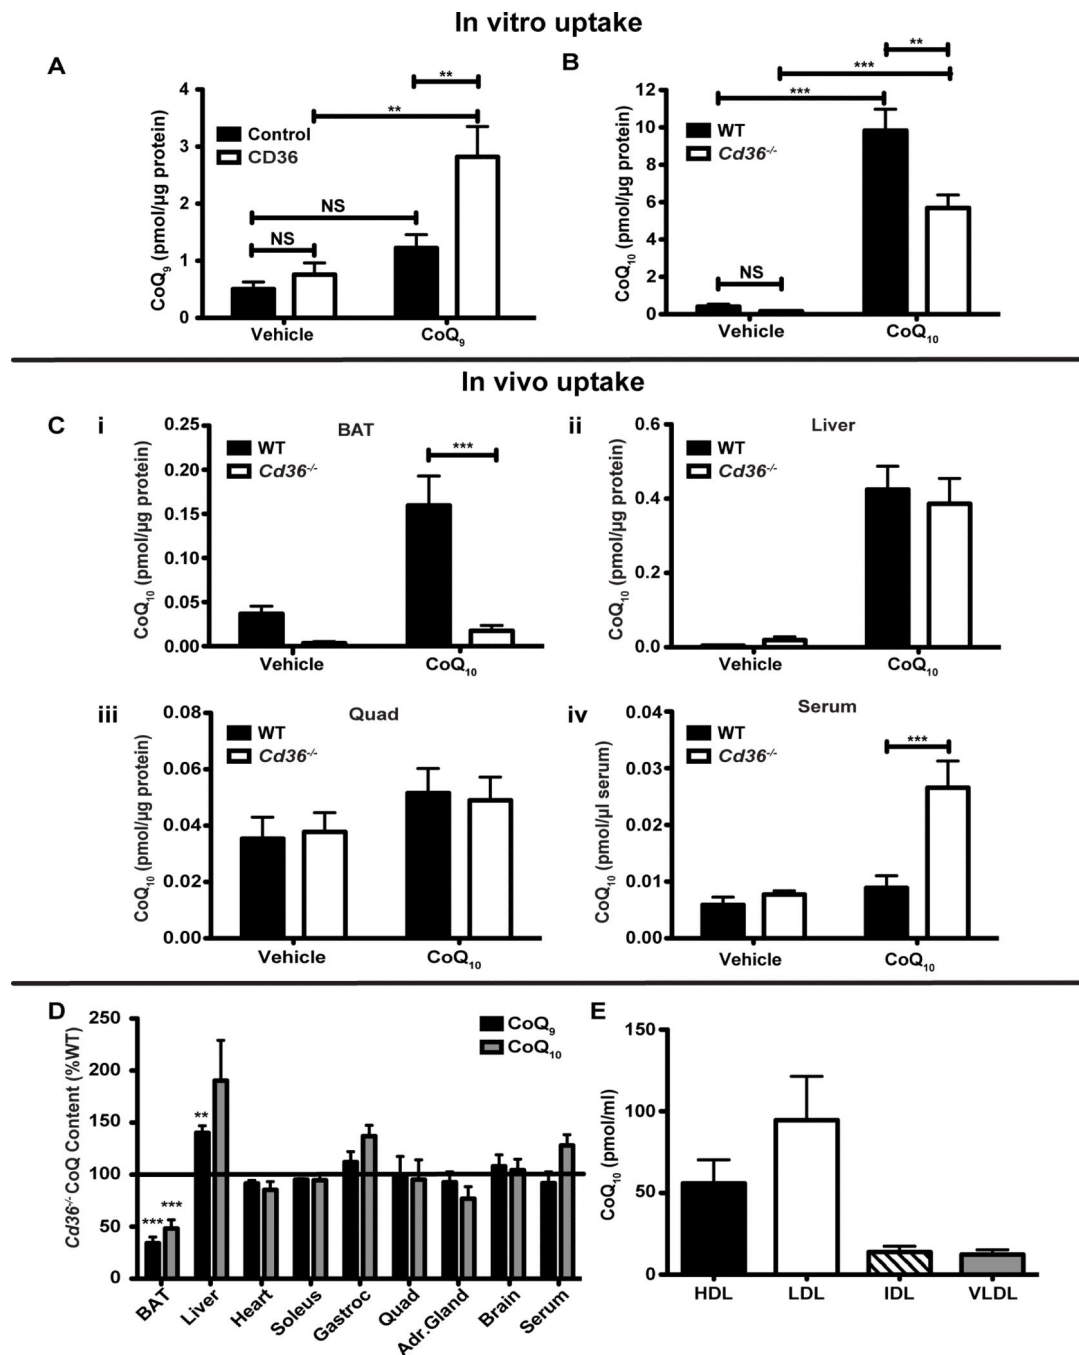 In vitro uptake
A
CoQ₉ (pmol/µg protein)
4
3
2
1
0
Control
CD36
**
**
NS
NS
Vehicle
CoQ₉
B
CoQ₁₀ (pmol/µg protein)
12
10
8
6
4
2
0
WT
Cd36⁻/⁻
**
***
***
NS
Vehicle
CoQ₁₀
In vivo uptake
C
i
BAT
CoQ₁₀ (pmol/µg protein)
0.25
0.20
0.15
0.10
0.05
0.00
WT
Cd36⁻/⁻
***
Vehicle
CoQ₁₀
ii
Liver
CoQ₁₀ (pmol/µg protein)
0.6
0.4
0.2
0.0
WT
Cd36⁻/⁻
Vehicle
CoQ₁₀
iii
Quad
CoQ₁₀ (pmol/µg protein)
0.08
0.06
0.04
0.02
0.00
WT
Cd36⁻/⁻
Vehicle
CoQ₁₀
iv
Serum
CoQ₁₀ (pmol/µl serum)
0.04
0.03
0.02
0.01
0.00
WT
Cd36⁻/⁻
***
Vehicle
CoQ₁₀
D
Cd36⁻/⁻ CoQ Content (%WT)
250
200
150
100
50
0
CoQ₉
CoQ₁₀
***
***
**
BAT
Liver
Heart
Soleus
Gastroc
Quad
Adr.Gland
Brain
Serum
E
CoQ₁₀ (pmol/ml)
150
100
50
0
HDL
LDL
IDL
VLDL